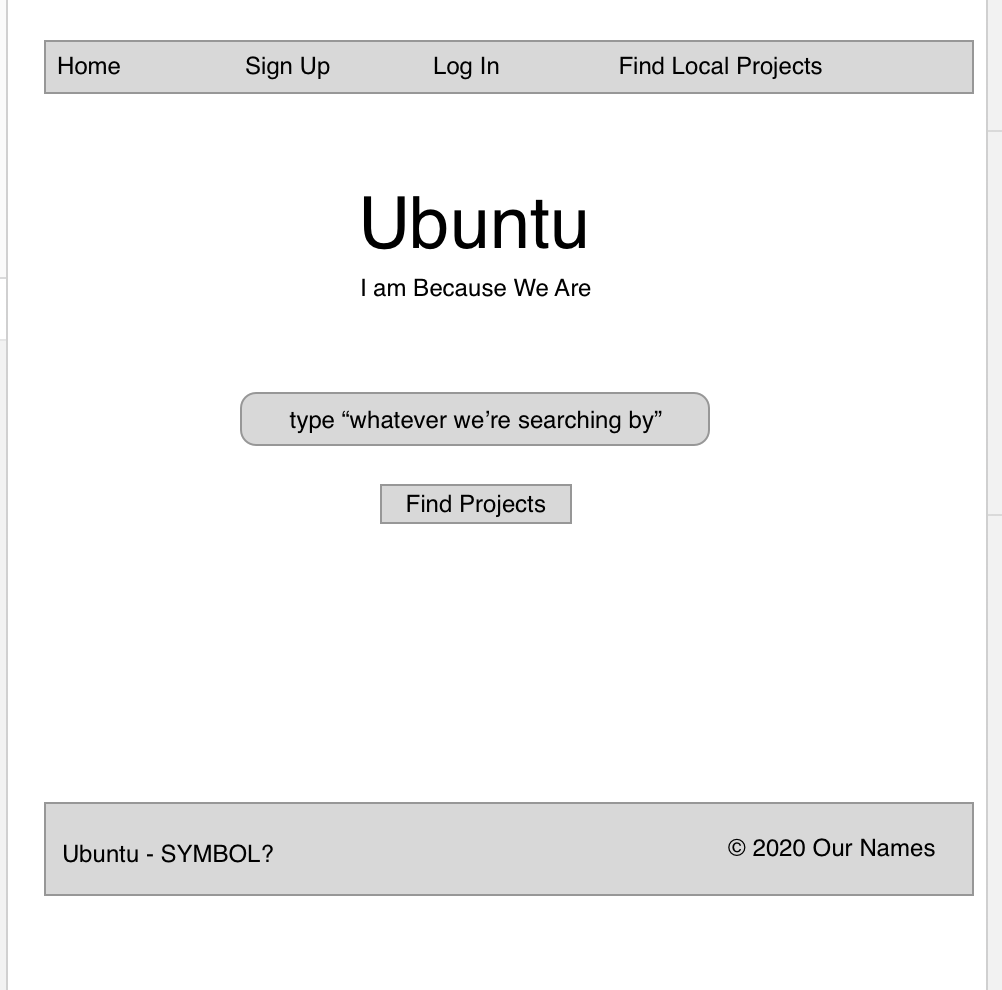 Home Sign Up Log In Find Local Projects
Ubuntu
I am Because We Are
type “whatever we’re searching by”
Find Projects
Ubuntu - SYMBOL? © 2020 Our Names